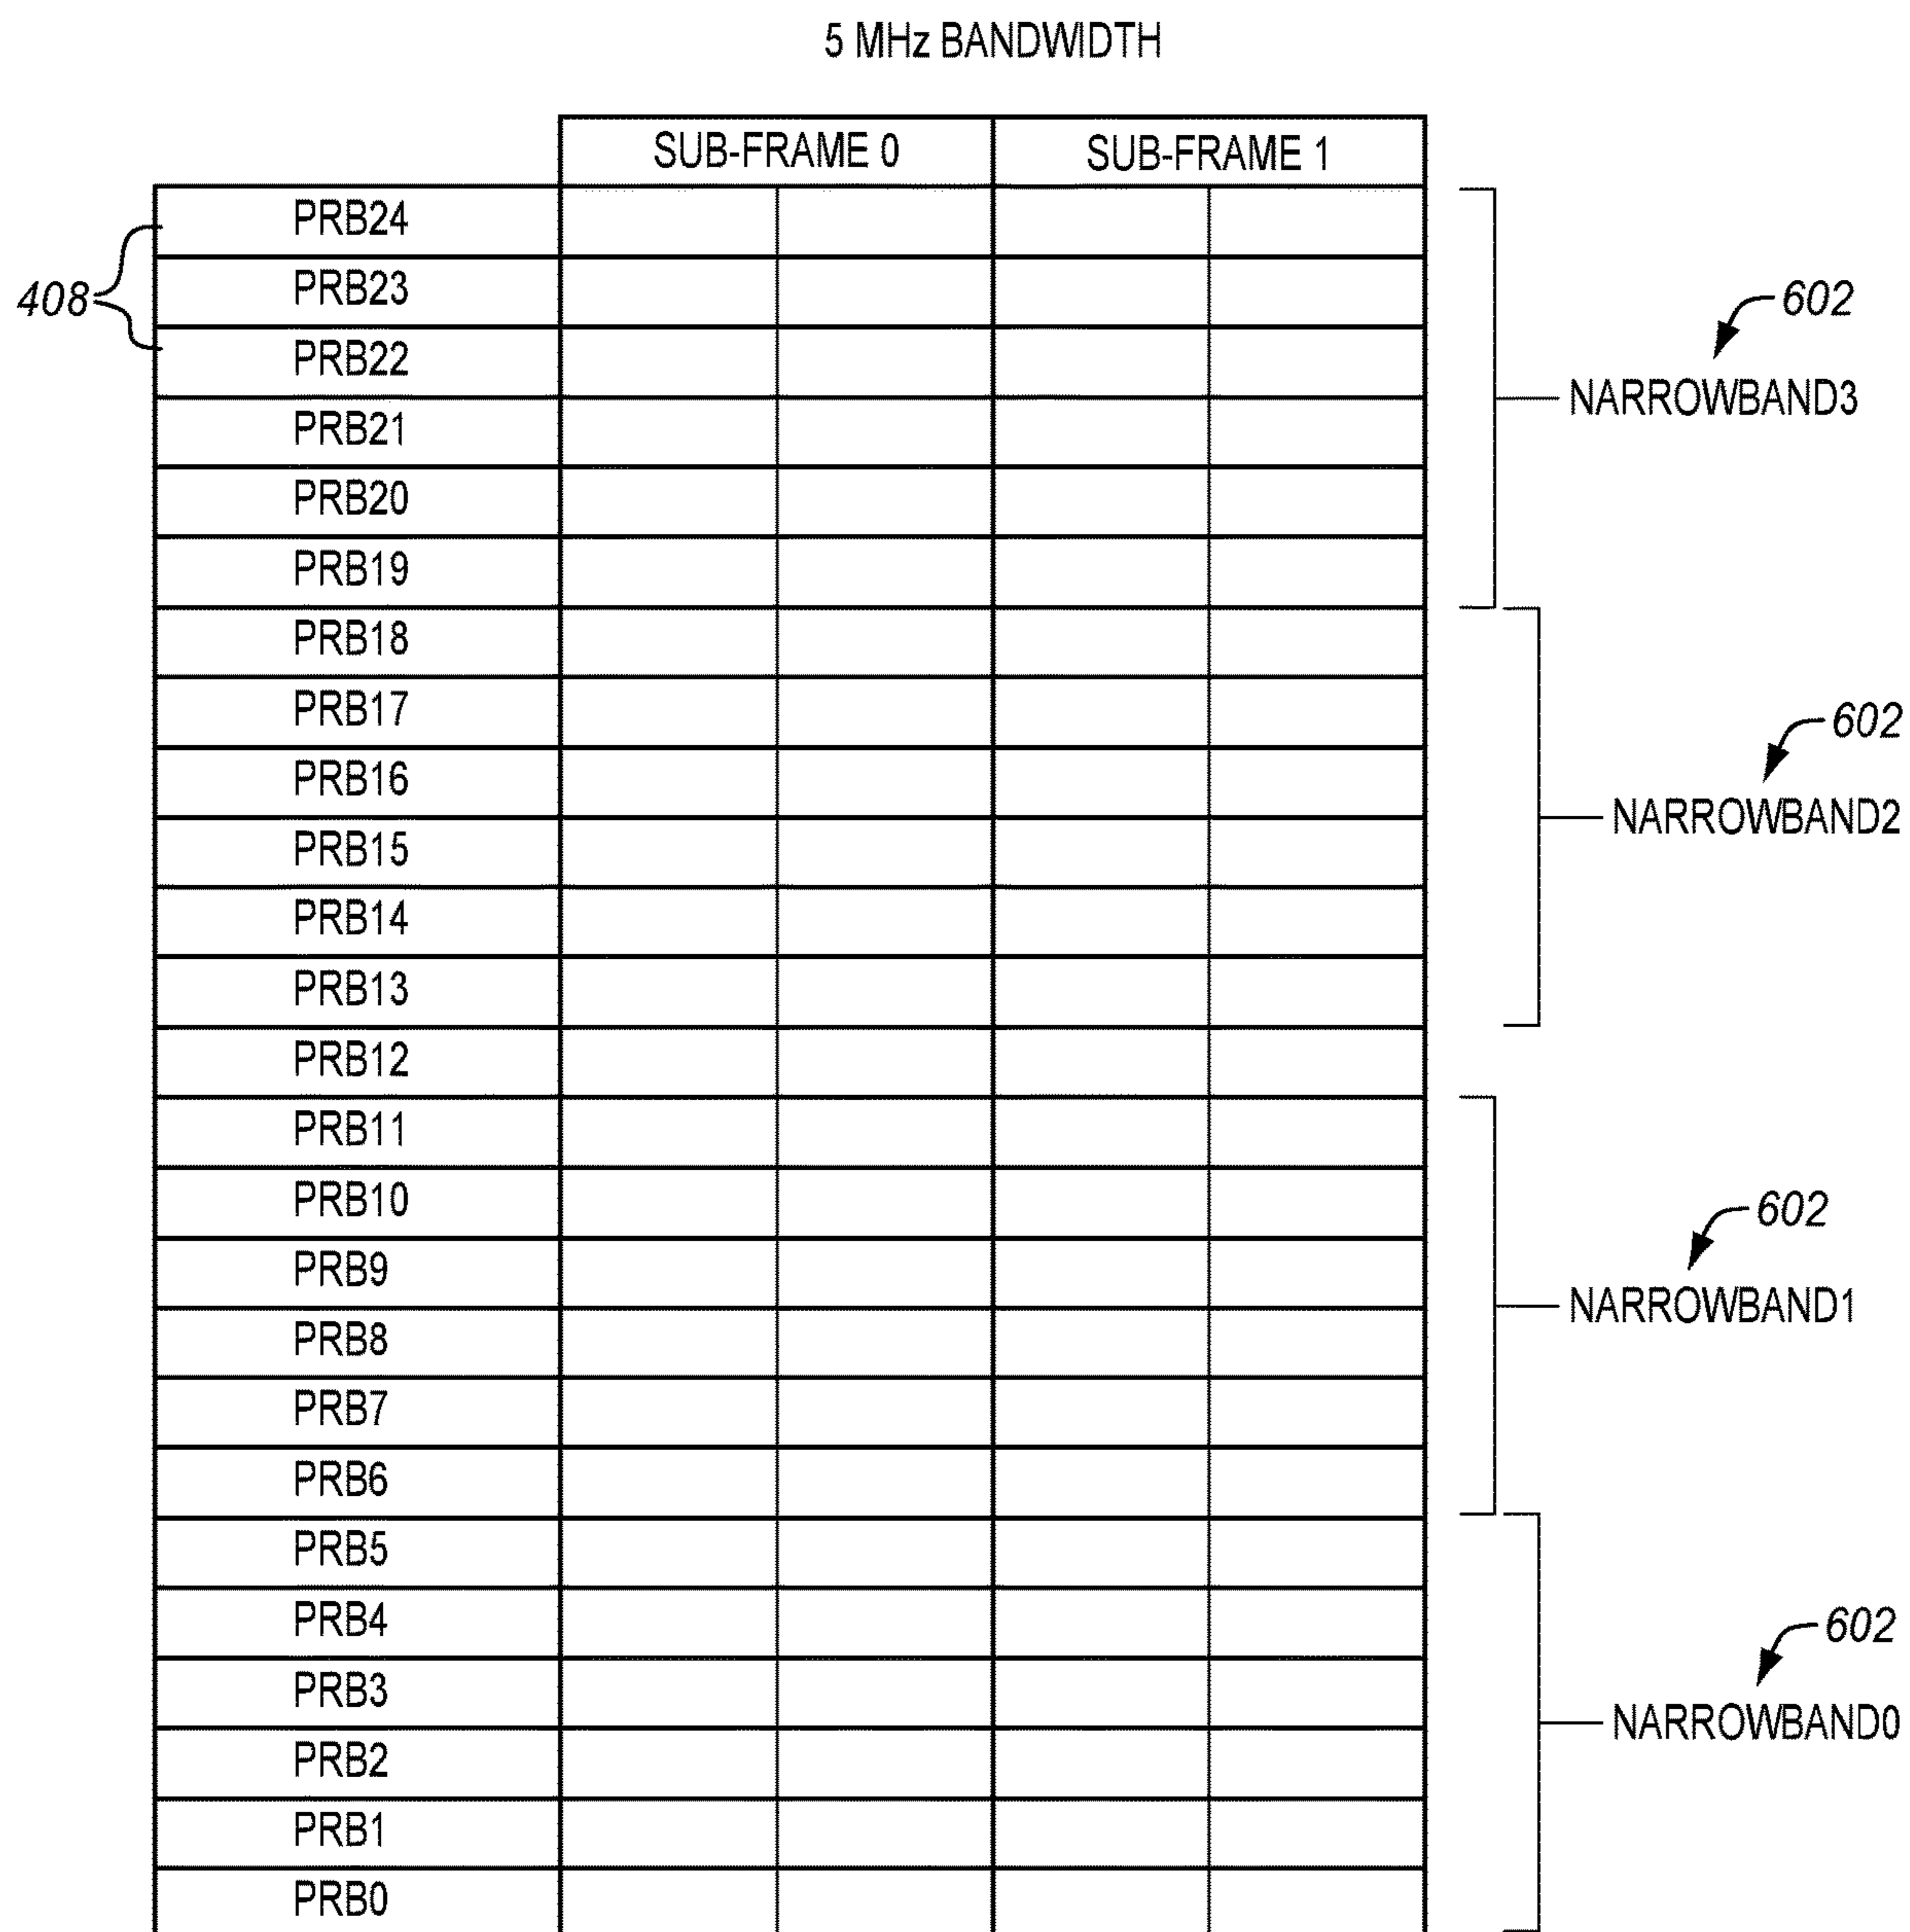 5 MHz BANDWIDTH
SUB-FRAME 0 SUB-FRAME 1
PRB24
408
PRB23
602
PRB22
NARROWBAND3
PRB21
PRB20
PRB19
PRB18
PRB17
602
PRB16
NARROWBAND2
PRB15
PRB14
PRB13
PRB12
PRB11
PRB10
602
PRB9
NARROWBAND1
PRB8
PRB7
PRB6
PRB5
PRB4
602
PRB3
NARROWBAND0
PRB2
PRB1
PRB0